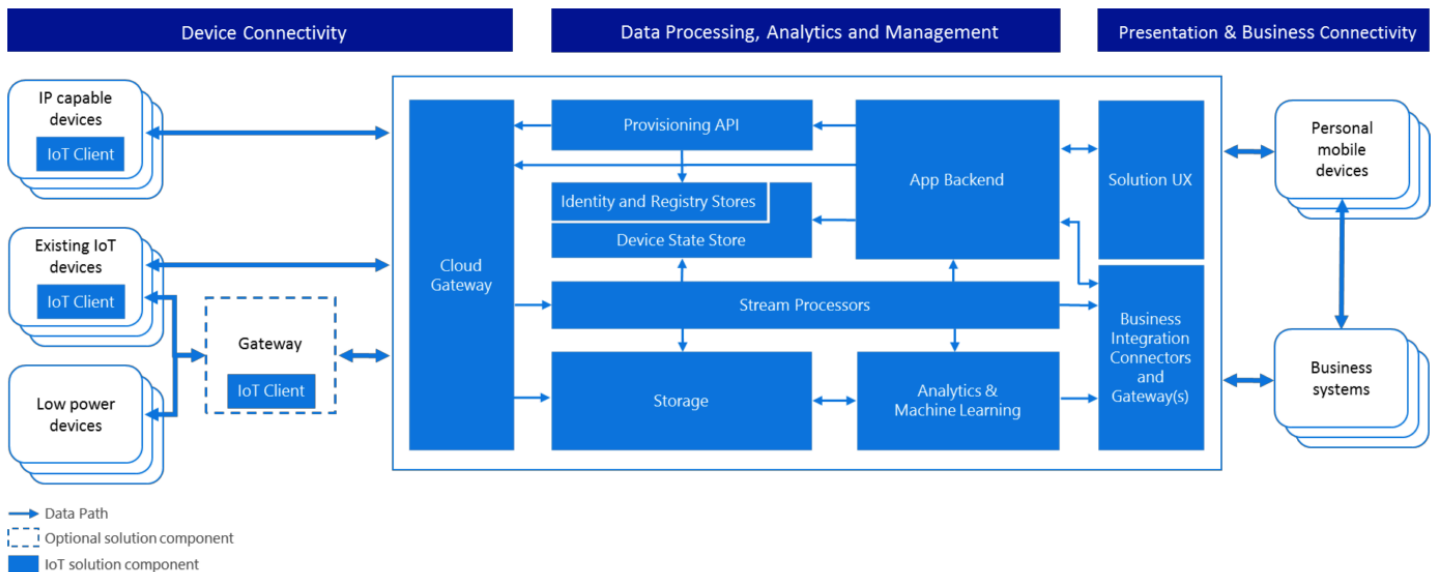 Device Connectivity
Data Processing, Analytics and Management
Presentation & Business Connectivity
IP capable
devices
IoT Client
Existing IoT
devices
IoT Client
Low power
devices
Gateway
IoT Client
Cloud
Gateway
Provisioning API
Identity and Registry Stores
Device State Store
Stream Processors
Storage
App Backend
Analytics &
Machine Learning
Solution UX
Business
Integration
Connectors
and
Gateway(s)
Personal
mobile
devices
Business
systems
Data Path
Optional solution component
IoT solution component